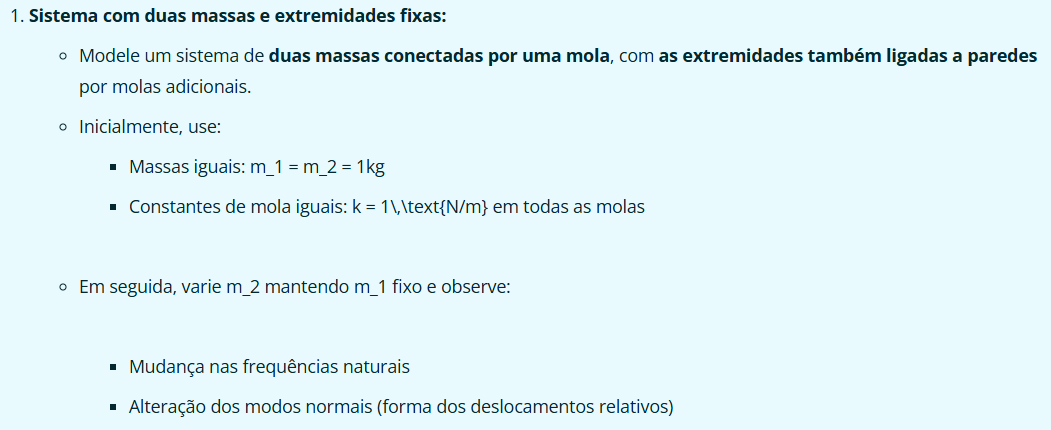 1. Sistema com duas massas e extremidades fixas:
○ Modele um sistema de duas massas conectadas por uma mola, com as extremidades também ligadas a paredes
por molas adicionais.
○ Inicialmente, use:
▪ Massas iguais: m_1 = m_2 = 1kg
▪ Constantes de mola iguais: k = 1\,\text{N/m} em todas as molas
○ Em seguida, varie m_2 mantendo m_1 fixo e observe:
▪ Mudança nas frequências naturais
▪ Alteração dos modos normais (forma dos deslocamentos relativos)